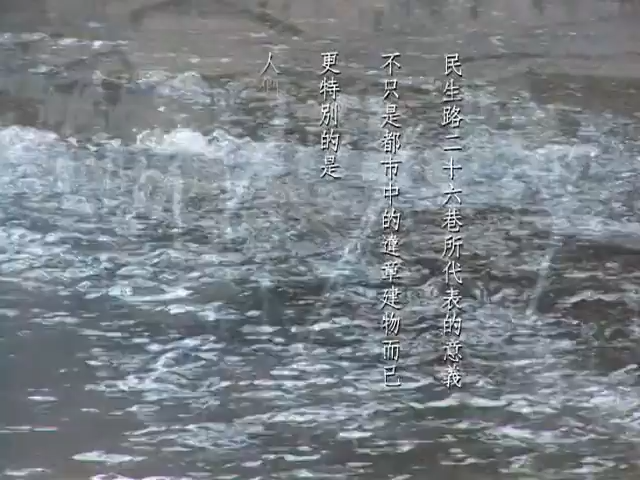 民生路二十六巷所代表的意義
不只是都市中的違章建物而已
更特別的是
人